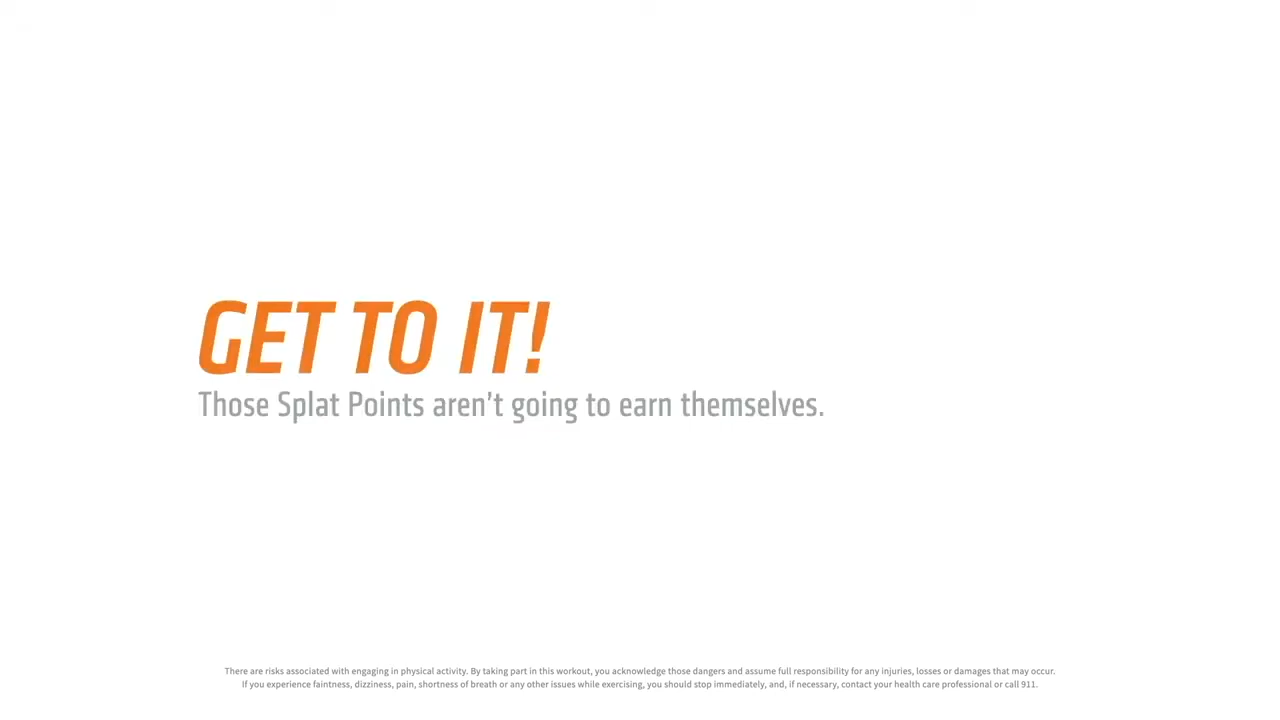 GET TO IT!
Those Splat Points aren’t going to earn themselves.
There are risks associated with engaging in physical activity. By taking part in this workout, you acknowledge those dangers and assume full responsibility for any injuries, losses or damages that may occur.
If you experience faintness, dizziness, pain, shortness of breath or any other issues while exercising, you should stop immediately, and, if necessary, contact your health care professional or call 911.